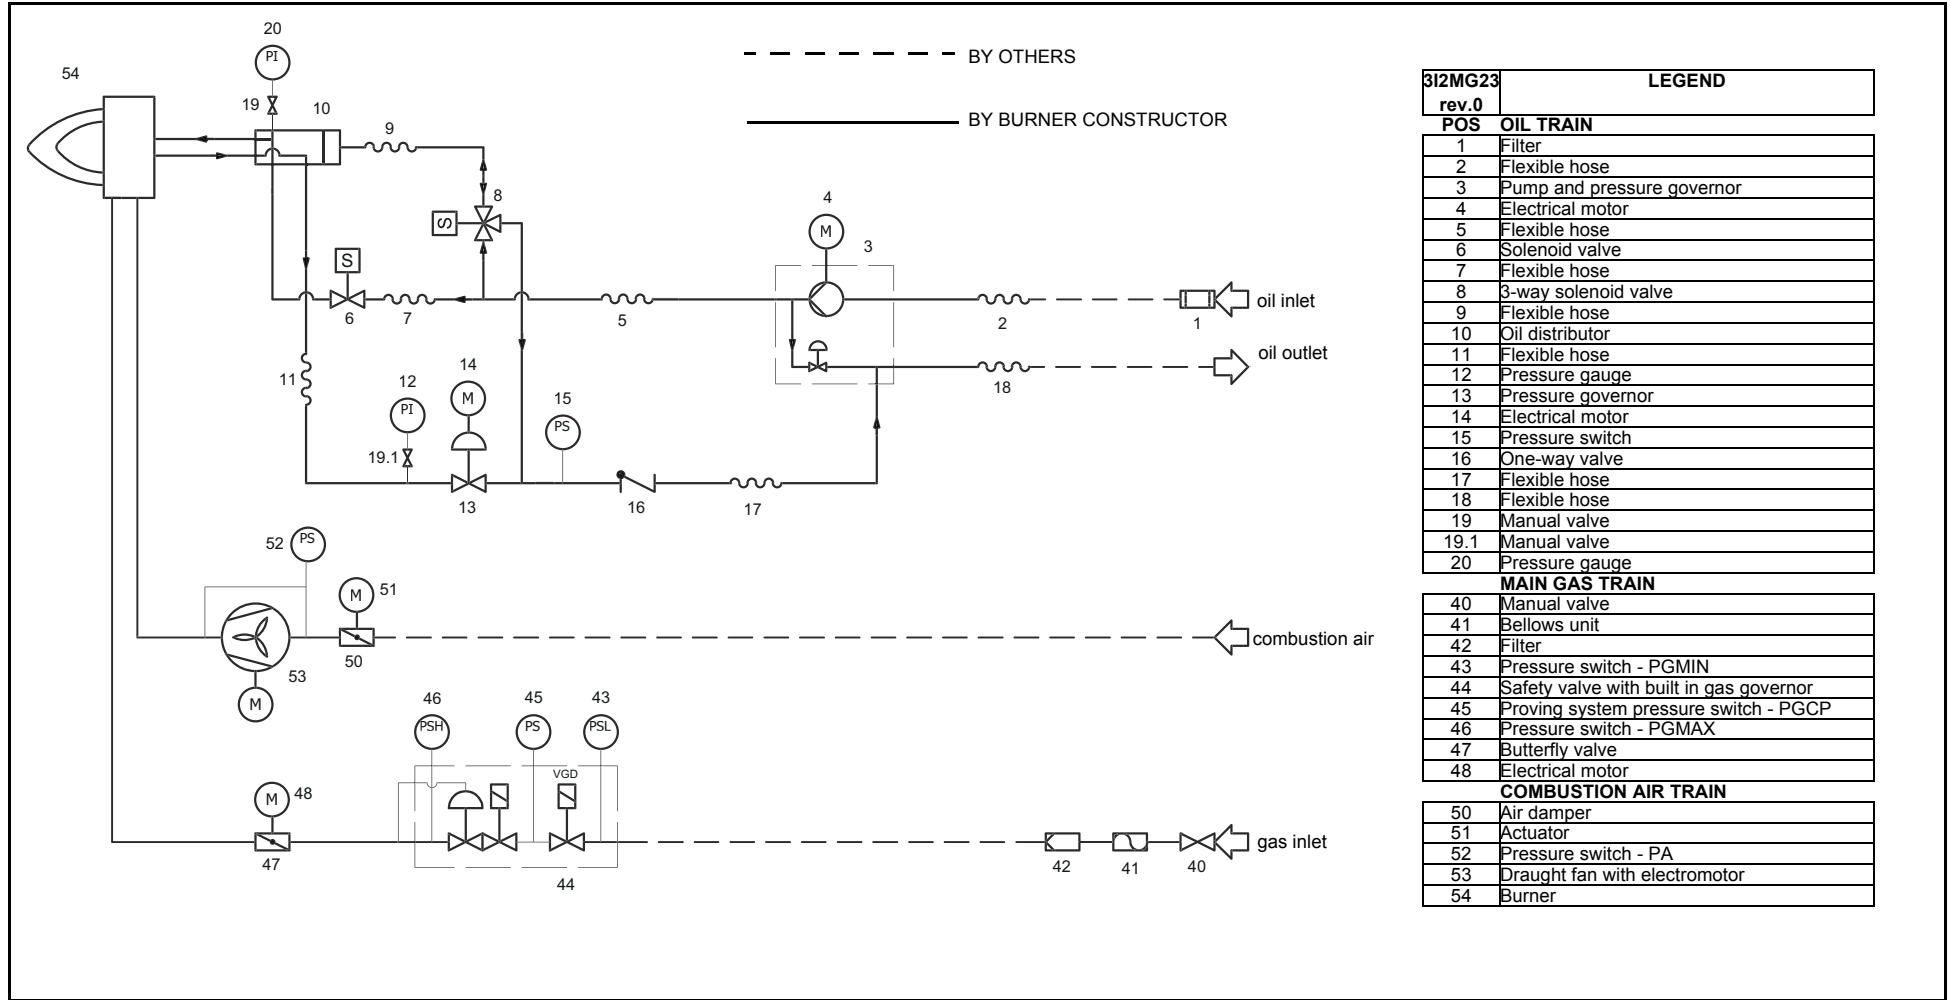 20
PI
54
19
10
9
BY OTHERS
BY BURNER CONSTRUCTOR
8
S
S
6
7
5
4
M
3
2
1
oil inlet
oil outlet
18
11
12
PI
19.1
14
M
13
15
PS
16
17
52
PS
M
51
50
53
M
combustion air
46
PSH
45
PS
43
PSL
VGD
M
48
47
44
42
41
40
gas inlet
3I2MG23 rev.0 LEGEND
POS OIL TRAIN
1 Filter
2 Flexible hose
3 Pump and pressure governor
4 Electrical motor
5 Flexible hose
6 Solenoid valve
7 Flexible hose
8 3-way solenoid valve
9 Flexible hose
10 Oil distributor
11 Flexible hose
12 Pressure gauge
13 Pressure governor
14 Electrical motor
15 Pressure switch
16 One-way valve
17 Flexible hose
18 Flexible hose
19 Manual valve
19.1 Manual valve
20 Pressure gauge
MAIN GAS TRAIN
40 Manual valve
41 Bellows unit
42 Filter
43 Pressure switch - PGMIN
44 Safety valve with built in gas governor
45 Proving system pressure switch - PGCP
46 Pressure switch - PGMAX
47 Butterfly valve
48 Electrical motor
COMBUSTION AIR TRAIN
50 Air damper
51 Actuator
52 Pressure switch - PA
53 Draught fan with electromotor
54 Burner